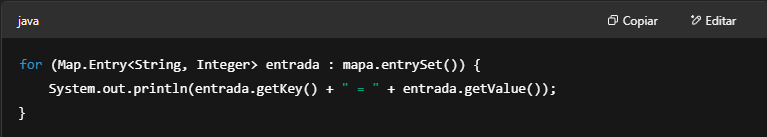 java
Copiar
Editar
for (Map.Entry<String, Integer> entrada : mapa.entrySet()) {
    System.out.println(entrada.getKey() + " = " + entrada.getValue());
}